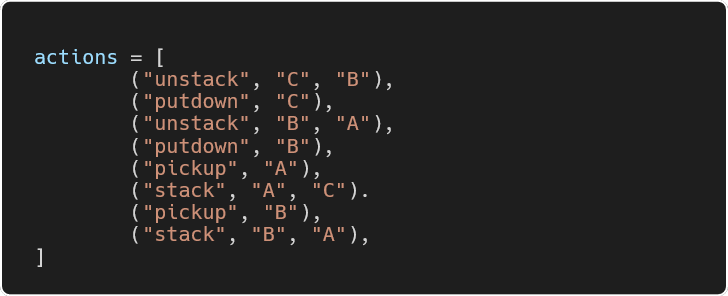 actions = [
        ("unstack", "C", "B"),
        ("putdown", "C"),
        ("unstack", "B", "A"),
        ("putdown", "B"),
        ("pickup", "A"),
        ("stack", "A", "C").
        ("pickup", "B"),
        ("stack", "B", "A"),
]